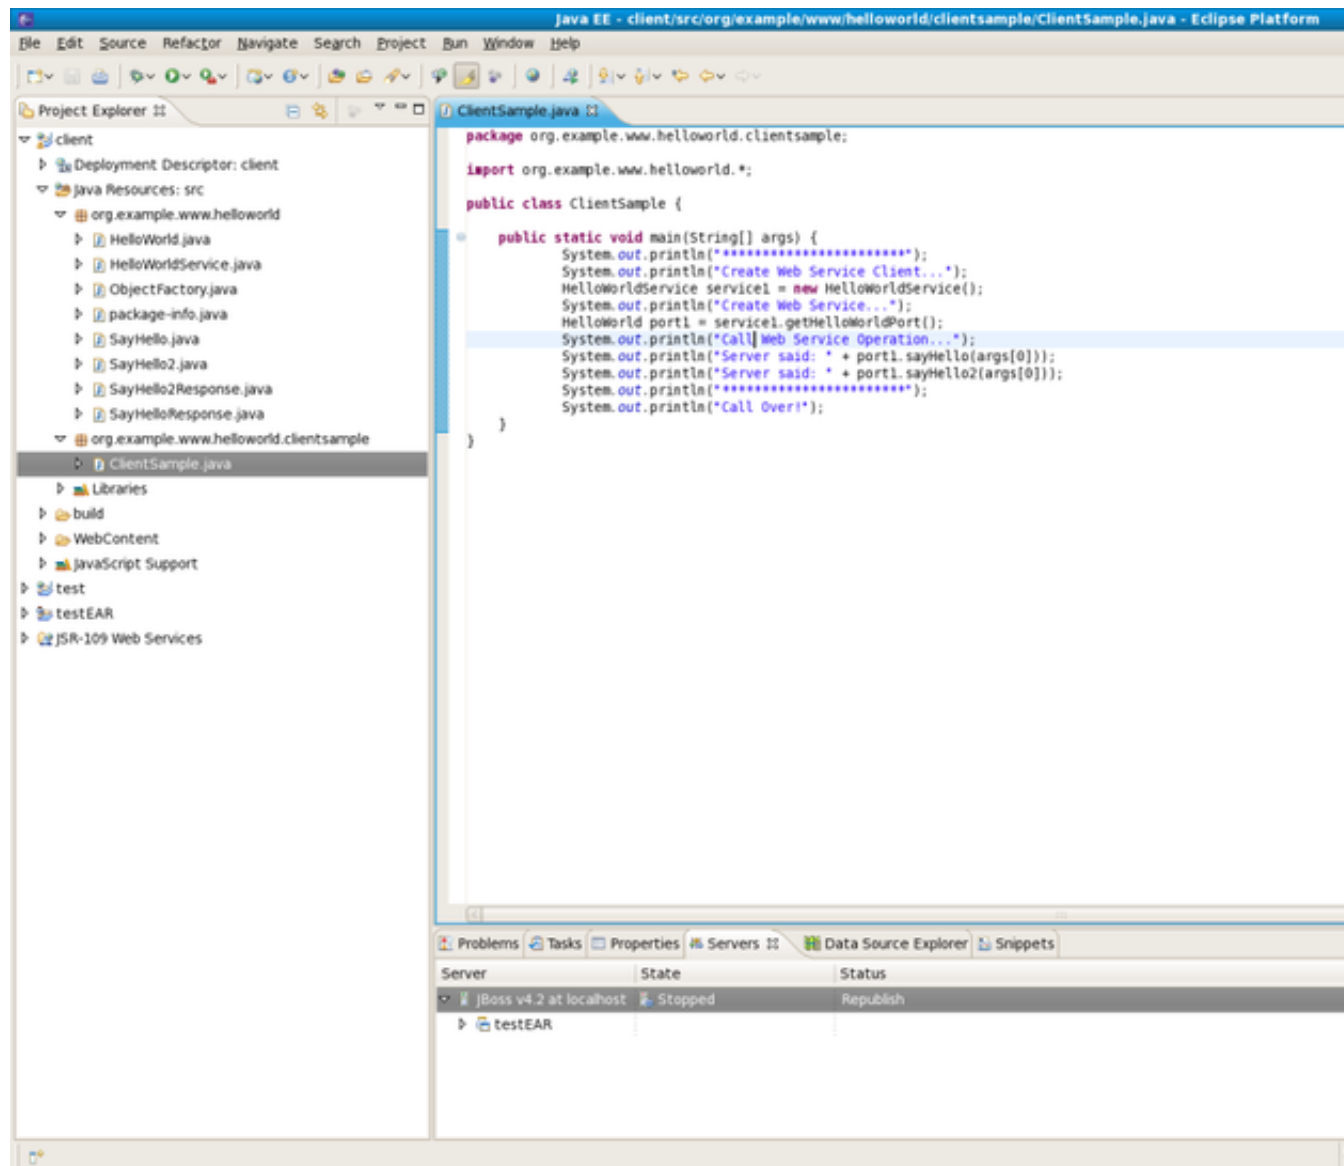 Java EE - client/src/org/example/www/helloworld/clientsample/ClientSample.java - Eclipse Platform
File Edit Source Refactor Navigate Search Project Run Window Help
Project Explorer
client
Deployment Descriptor: client
Java Resources: src
org.example.www.helloworld
HelloWorld.java
HelloWorldService.java
ObjectFactory.java
package-info.java
SayHello.java
SayHello2.java
SayHello2Response.java
SayHelloResponse.java
org.example.www.helloworld.clientsample
ClientSample.java
Libraries
build
WebContent
JavaScript Support
test
testEAR
JSR-109 Web Services
ClientSample.java
package org.example.www.helloworld.clientsample;
import org.example.www.helloworld.*;
public class ClientSample {
public static void main(String[] args) {
System.out.println("***********************");
System.out.println("Create Web Service Client...");
HelloWorldService service1 = new HelloWorldService();
System.out.println("Create Web Service...");
HelloWorld port1 = service1.getHelloWorldPort();
System.out.println("Call Web Service Operation...");
System.out.println("Server said: " + port1.sayHello(args[0]));
System.out.println("Server said: " + port1.sayHello2(args[0]));
System.out.println("***********************");
System.out.println("Call Over!");
}
}
Problems Tasks Properties Servers Data Source Explorer Snippets
Server State Status
JBoss v4.2 at localhost Stopped Republish
testEAR